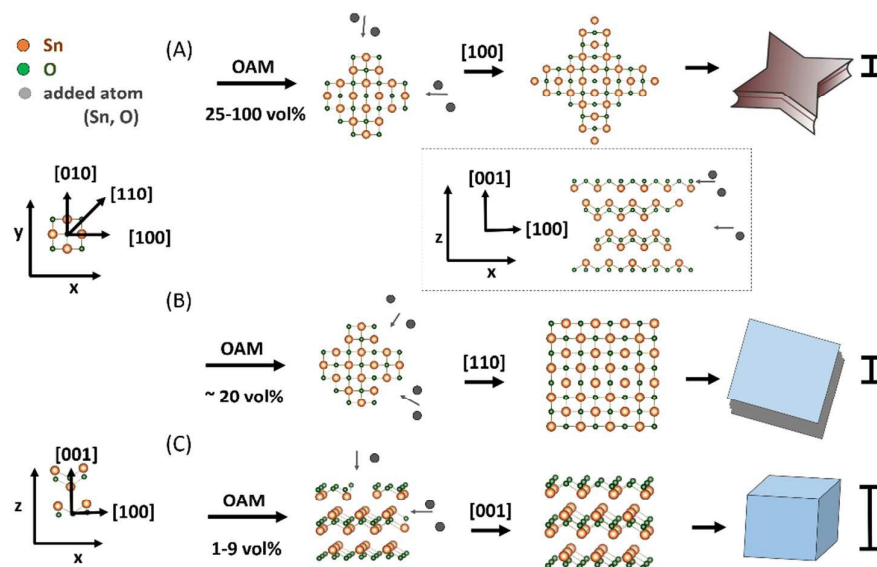 Sn
O
added atom
(Sn, O)
(A)
OAM
25-100 vol%
[100]
[010]
[110]
[100]
y
x
[001]
[100]
z
x
(B)
OAM
~ 20 vol%
[110]
(C)
[001]
[100]
z
x
OAM
1-9 vol%
[001]